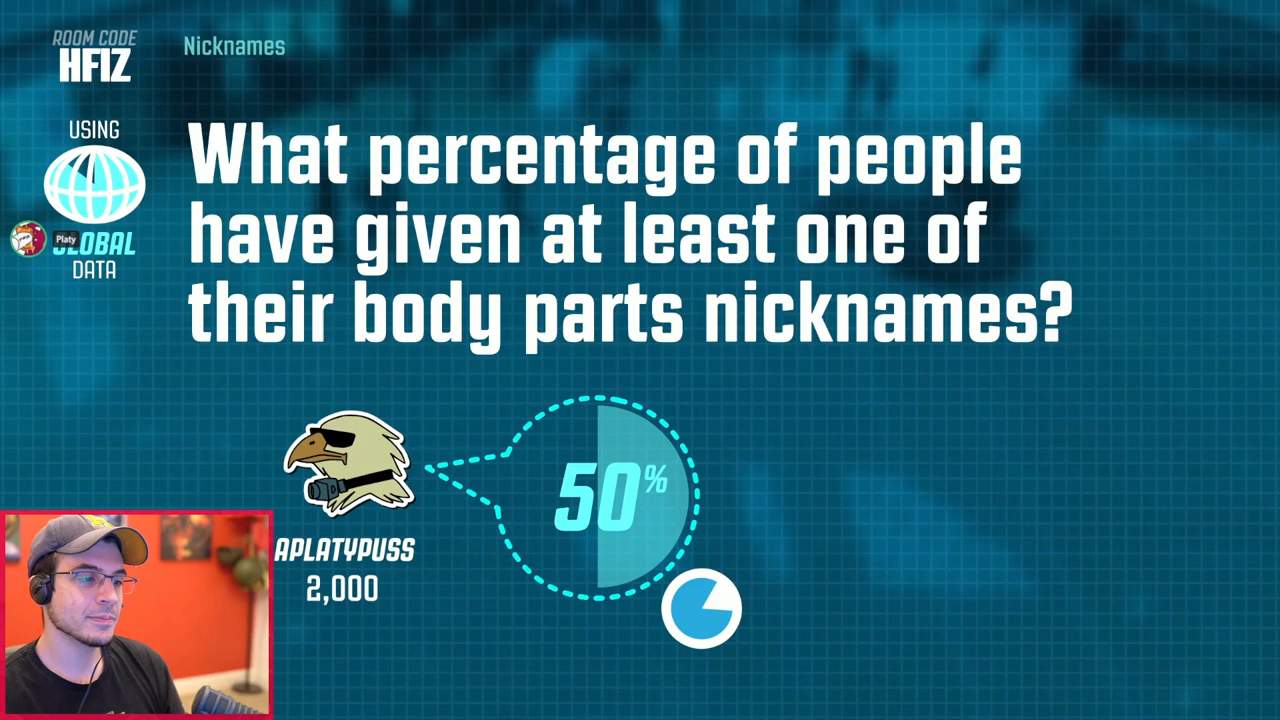 ROOM CODE
HFIZ
Nicknames
USING
GLOBAL
DATA
Platy
What percentage of people
have given at least one of
their body parts nicknames?
50%
APLATYPUSS
2,000